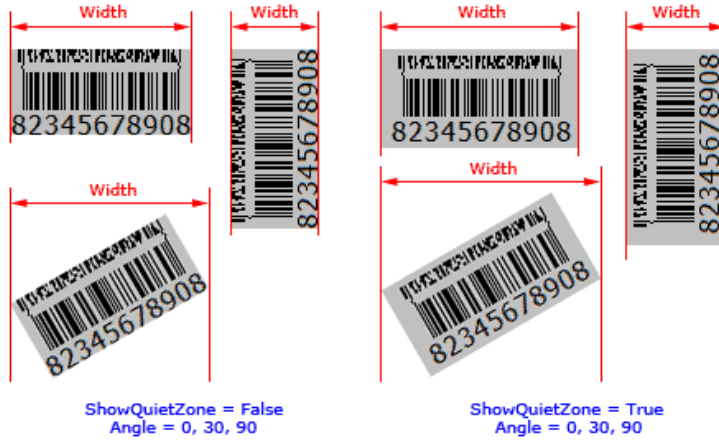 Width
Width
Width
Width
82345678908
82345678908
82345678908
82345678908
Width
Width
82345678908
82345678908
ShowQuietZone = False
Angle = 0, 30, 90
ShowQuietZone = True
Angle = 0, 30, 90